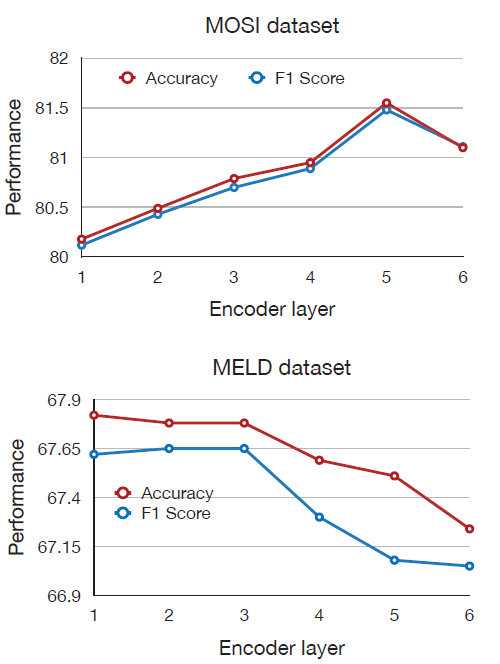 MOSI dataset
82
Accuracy F1 Score
81.5
81
80.5
80
Performance
1 2 3 4 5 6
Encoder layer
MELD dataset
67.9
67.65
67.4
Accuracy
F1 Score
67.15
66.9
Performance
1 2 3 4 5 6
Encoder layer